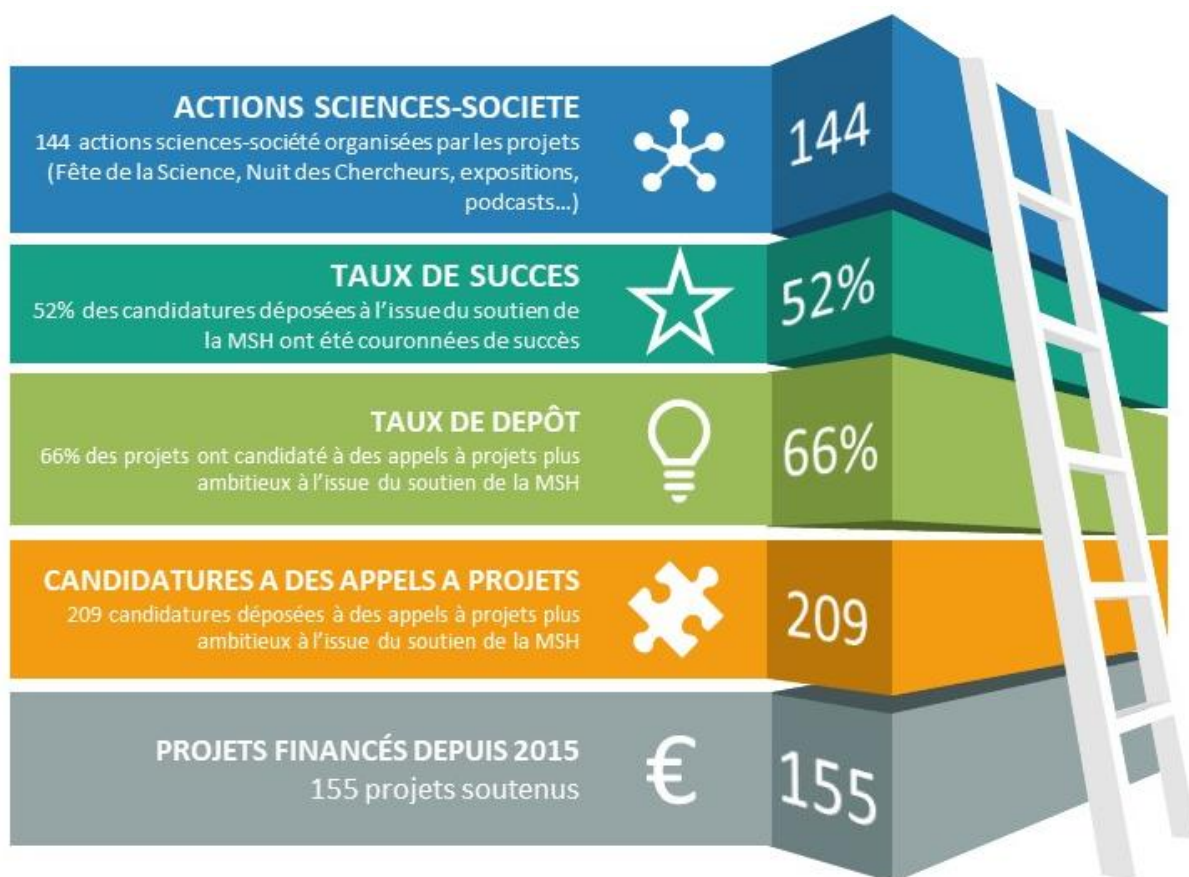 ACTIONS SCIENCES-SOCIETE
144 actions sciences-société organisées par les projets
(Fête de la Science, Nuit des Chercheurs, expositions,
podcasts...)
144
TAUX DE SUCCES
52% des candidatures déposées à l'issue du soutien de
la MSH ont été couronnées de succès
52%
TAUX DE DEPÔT
66% des projets ont candidaté à des appels à projets plus
ambitieux à l'issue du soutien de la MSH
66%
CANDIDATURES A DES APPELS A PROJETS
209 candidatures déposées à des appels à projets plus
ambitieux à l'issue du soutien de la MSH
209
PROJETS FINANCÉS DEPUIS 2015
155 projets soutenus
€
155